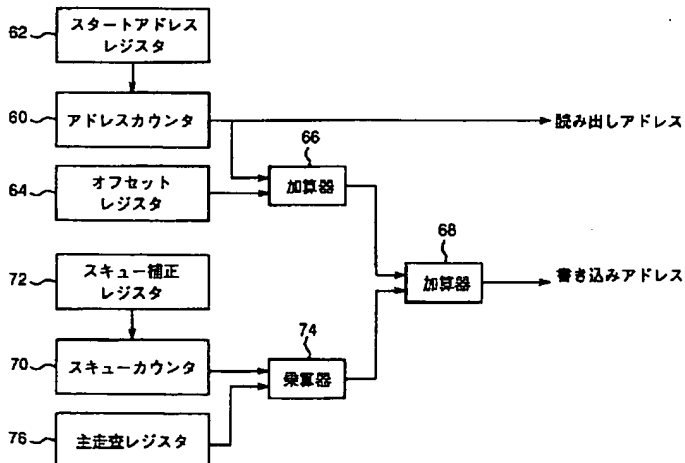 62
スタートアドレス
レジスタ
60
アドレスカウンタ
読み出しアドレス
66
加算器
64
オフセット
レジスタ
68
加算器
書き込みアドレス
72
スキュー補正
レジスタ
74
乗算器
70
スキューカウンタ
76
主走査レジスタ